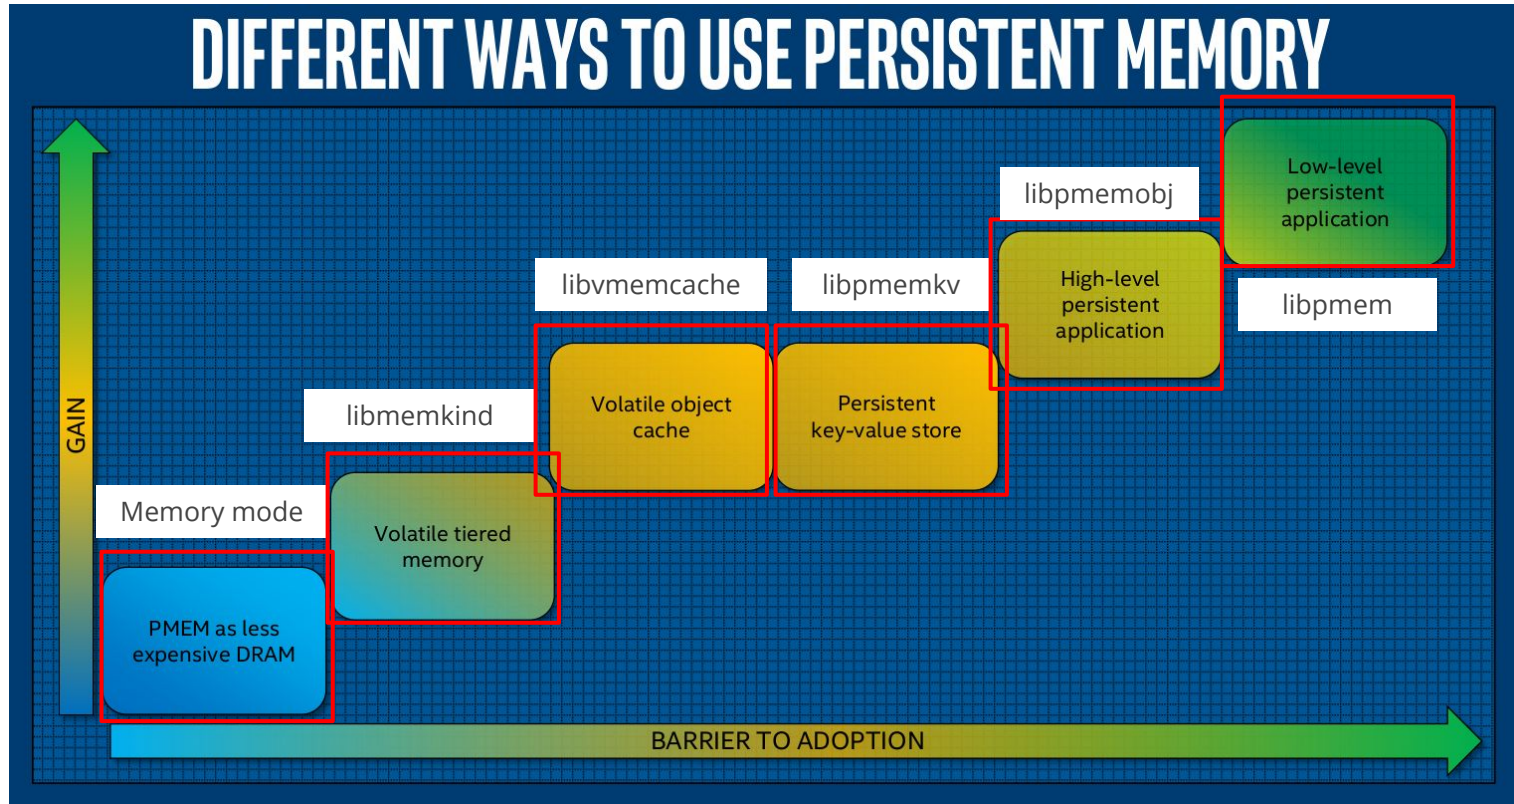 DIFFERENT WAYS TO USE PERSISTENT MEMORY
GAIN
Memory mode
PMEM as less
expensive DRAM
libmemkind
Volatile tiered
memory
libvmemcache
Volatile object
cache
libpmemkv
Persistent
key-value store
libpmemobj
High-level
persistent
application
Low-level
persistent
application
libpmem
BARRIER TO ADOPTION